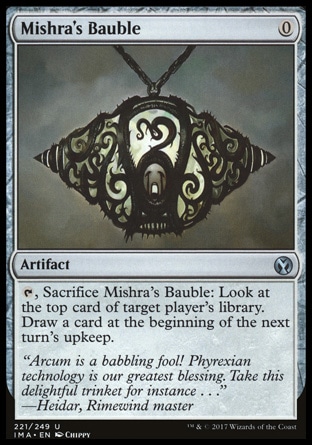 Mishra's Bauble 0
Artifact
, Sacrifice Mishra's Bauble: Look at
the top card of target player's library.
Draw a card at the beginning of the next
turn's upkeep.
"Arcum is a babbling fool! Phyrexian
technology is our greatest blessing. Take this
delightful trinket for instance . . ."
—Heidar, Rimewind master
221/249 U
IMA • EN Chippy
™ & © 2017 Wizards of the Coast